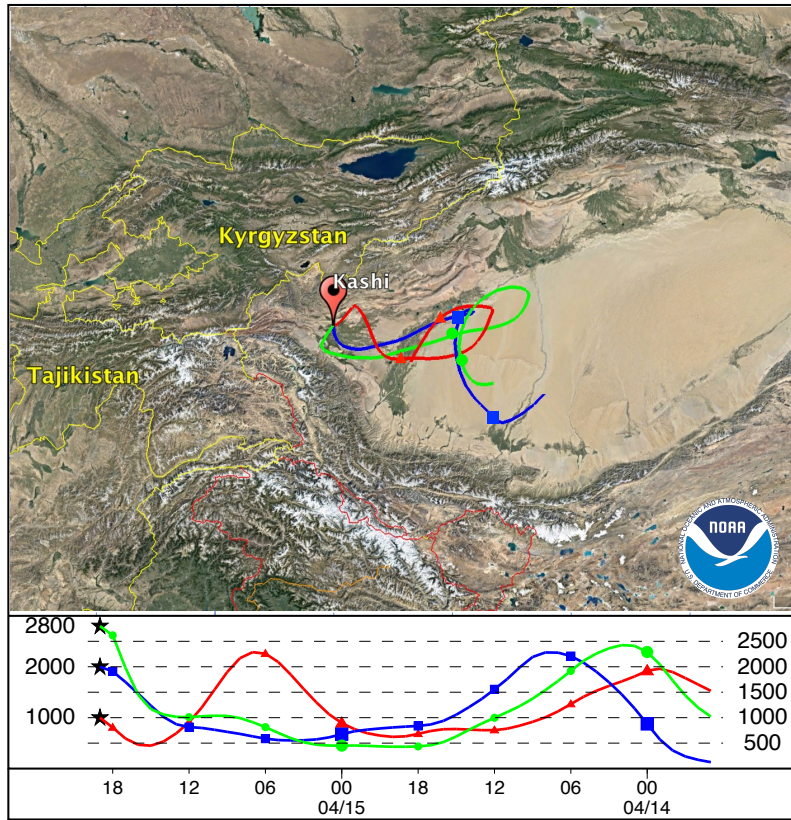 Kyrgyzstan
Kashi
Tajikistan
NATIONAL OCEANIC AND ATMOSPHERIC ADMINISTRATION
NOAA
U.S. DEPARTMENT OF COMMERCE
2800
2000
1000
2500
2000
1500
1000
500
18 12 06 00 18 12 06 00
04/15 04/14